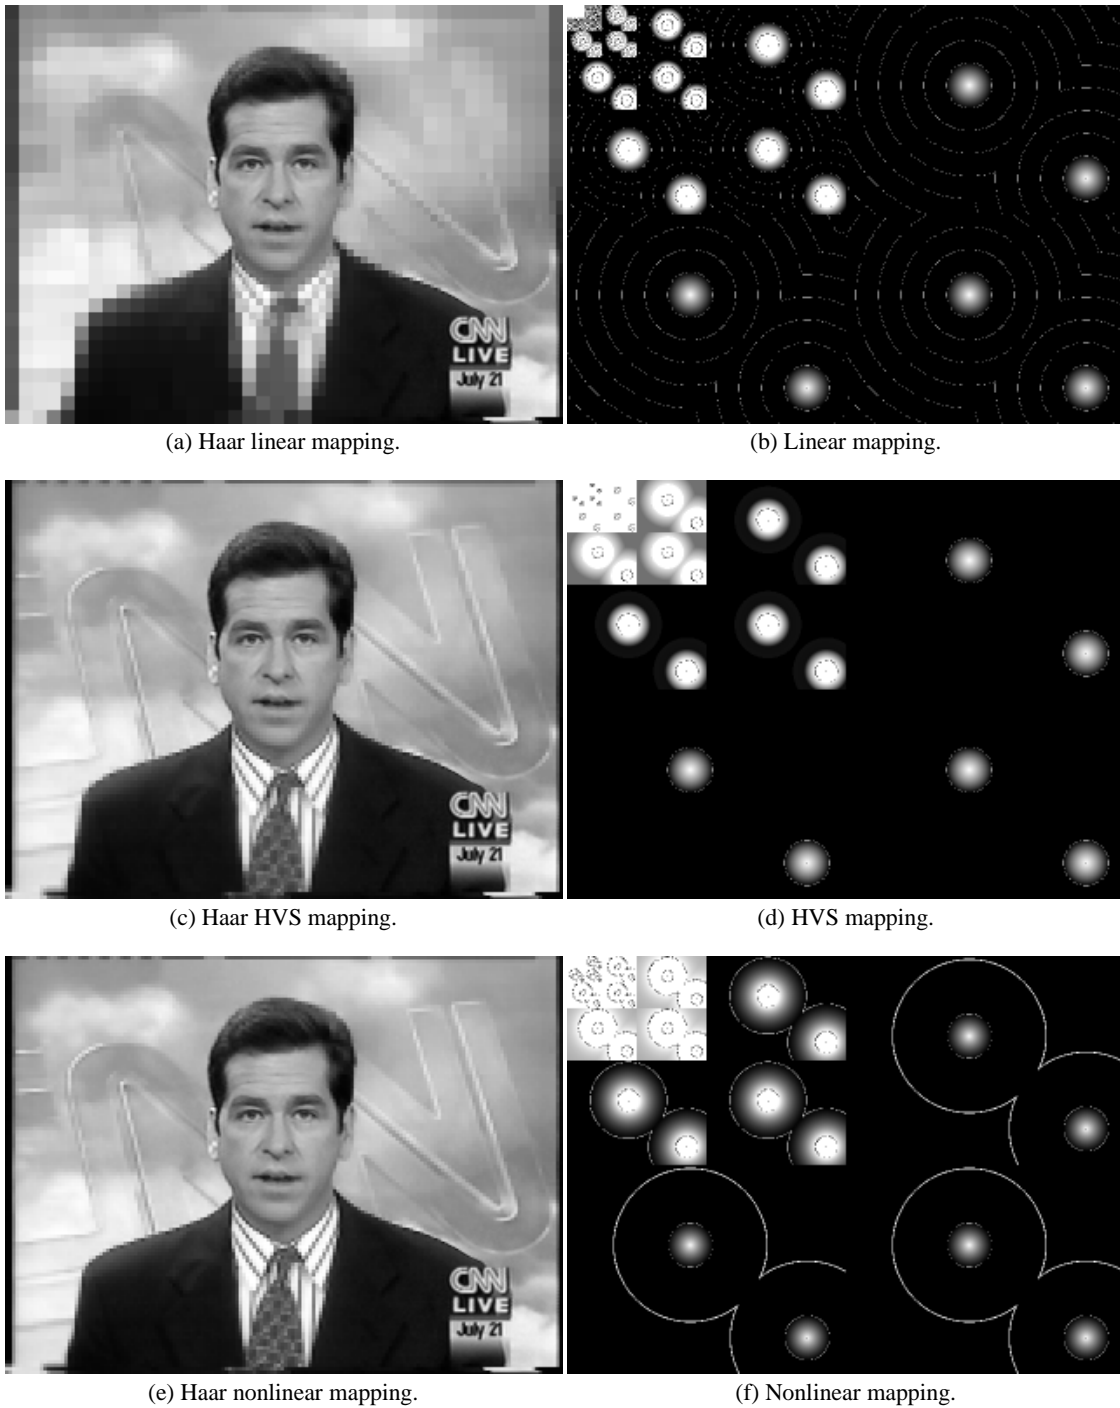 CNN
LIVE
July 21
(a) Haar linear mapping.
(b) Linear mapping.
CNN
LIVE
July 21
(c) Haar HVS mapping.
(d) HVS mapping.
CNN
LIVE
July 21
(e) Haar nonlinear mapping.
(f) Nonlinear mapping.